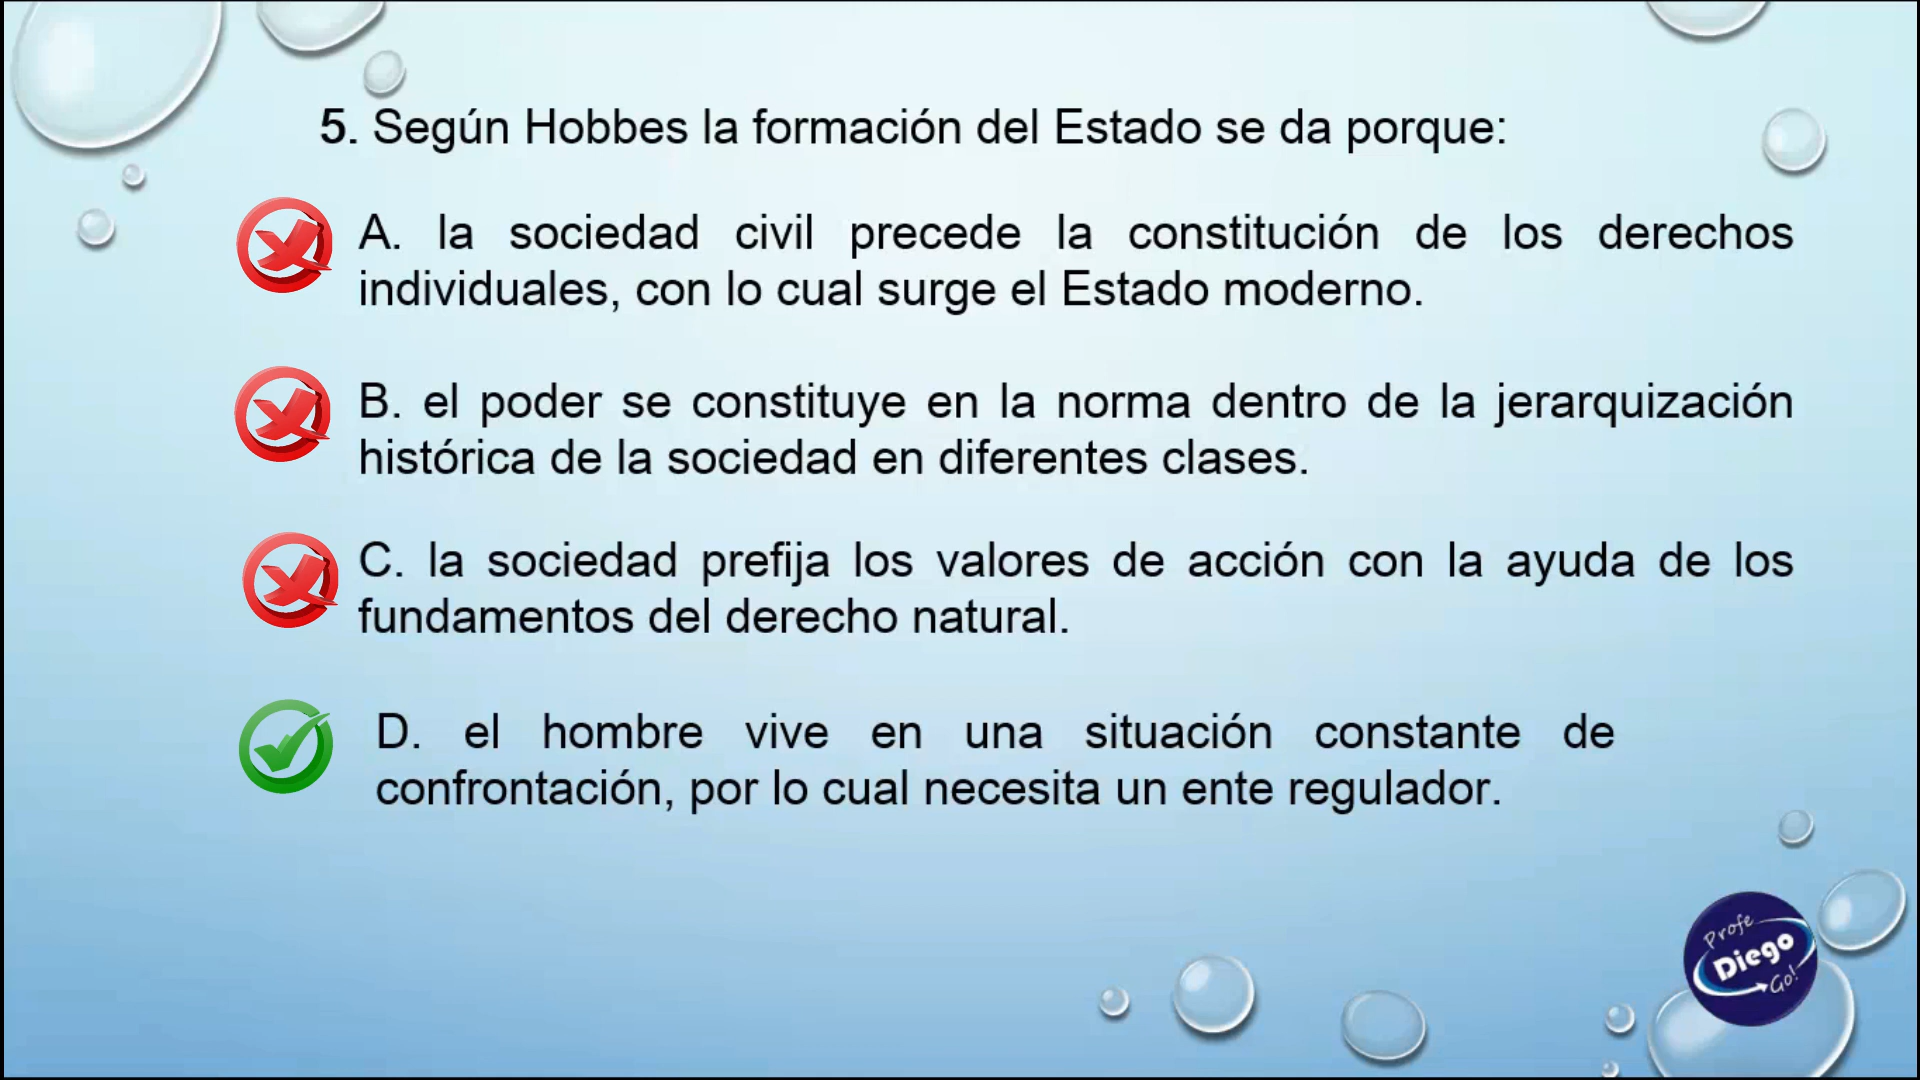 5. Según Hobbes la formación del Estado se da porque:
A. la sociedad civil precede la constitución de los derechos
individuales, con lo cual surge el Estado moderno.
B. el poder se constituye en la norma dentro de la jerarquización
histórica de la sociedad en diferentes clases.
C. la sociedad prefija los valores de acción con la ayuda de los
fundamentos del derecho natural.
D. el hombre vive en una situación constante de
confrontación, por lo cual necesita un ente regulador.
Profe
Diego
Go!